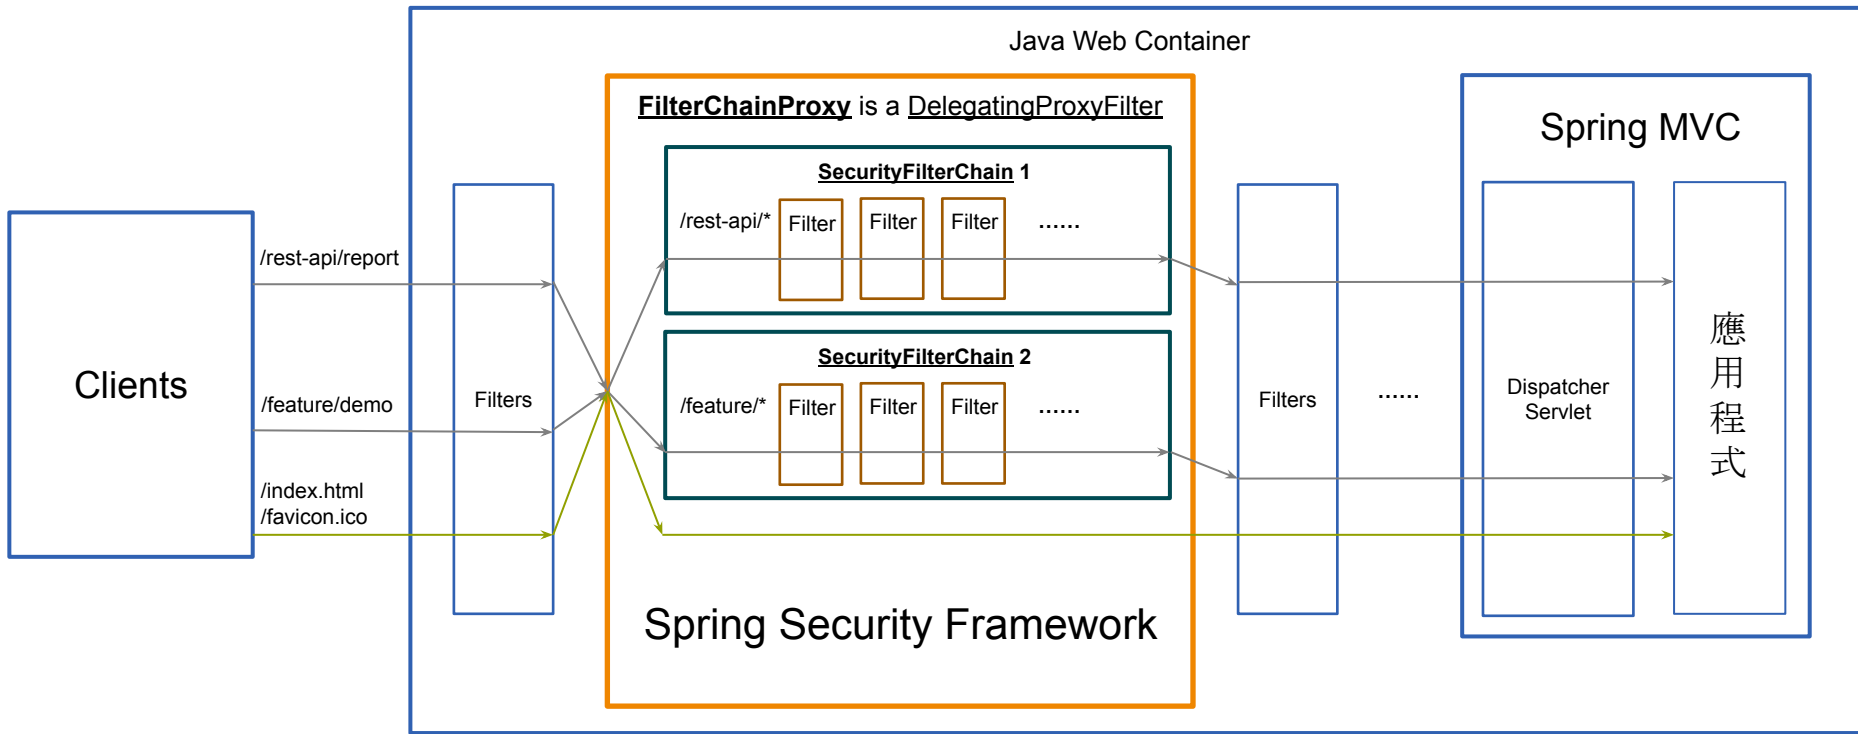 Java Web Container
FilterChainProxy is a DelegatingProxyFilter
Spring MVC
SecurityFilterChain 1
/rest-api/*
Filter
Filter
Filter
......
/rest-api/report
Clients
/feature/demo
/index.html
/favicon.ico
Filters
SecurityFilterChain 2
/feature/*
Filter
Filter
Filter
......
Filters
......
Dispatcher
Servlet
應
用
程
式
Spring Security Framework